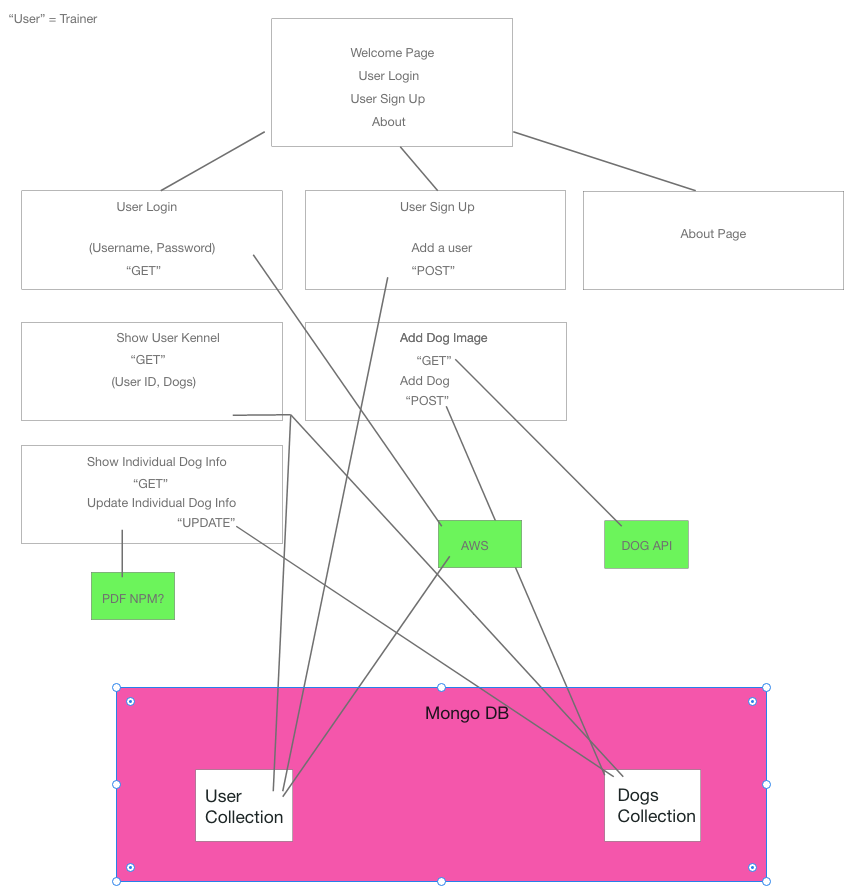 “User” = Trainer
Welcome Page
User Login
User Sign Up
About
User Login
(Username, Password)
“GET”
User Sign Up
Add a user
“POST”
About Page
Show User Kennel
“GET”
(User ID, Dogs)
Add Dog Image
“GET”
Add Dog
“POST”
Show Individual Dog Info
“GET”
Update Individual Dog Info
“UPDATE”
AWS
DOG API
PDF NPM?
Mongo DB
User
Collection
Dogs
Collection